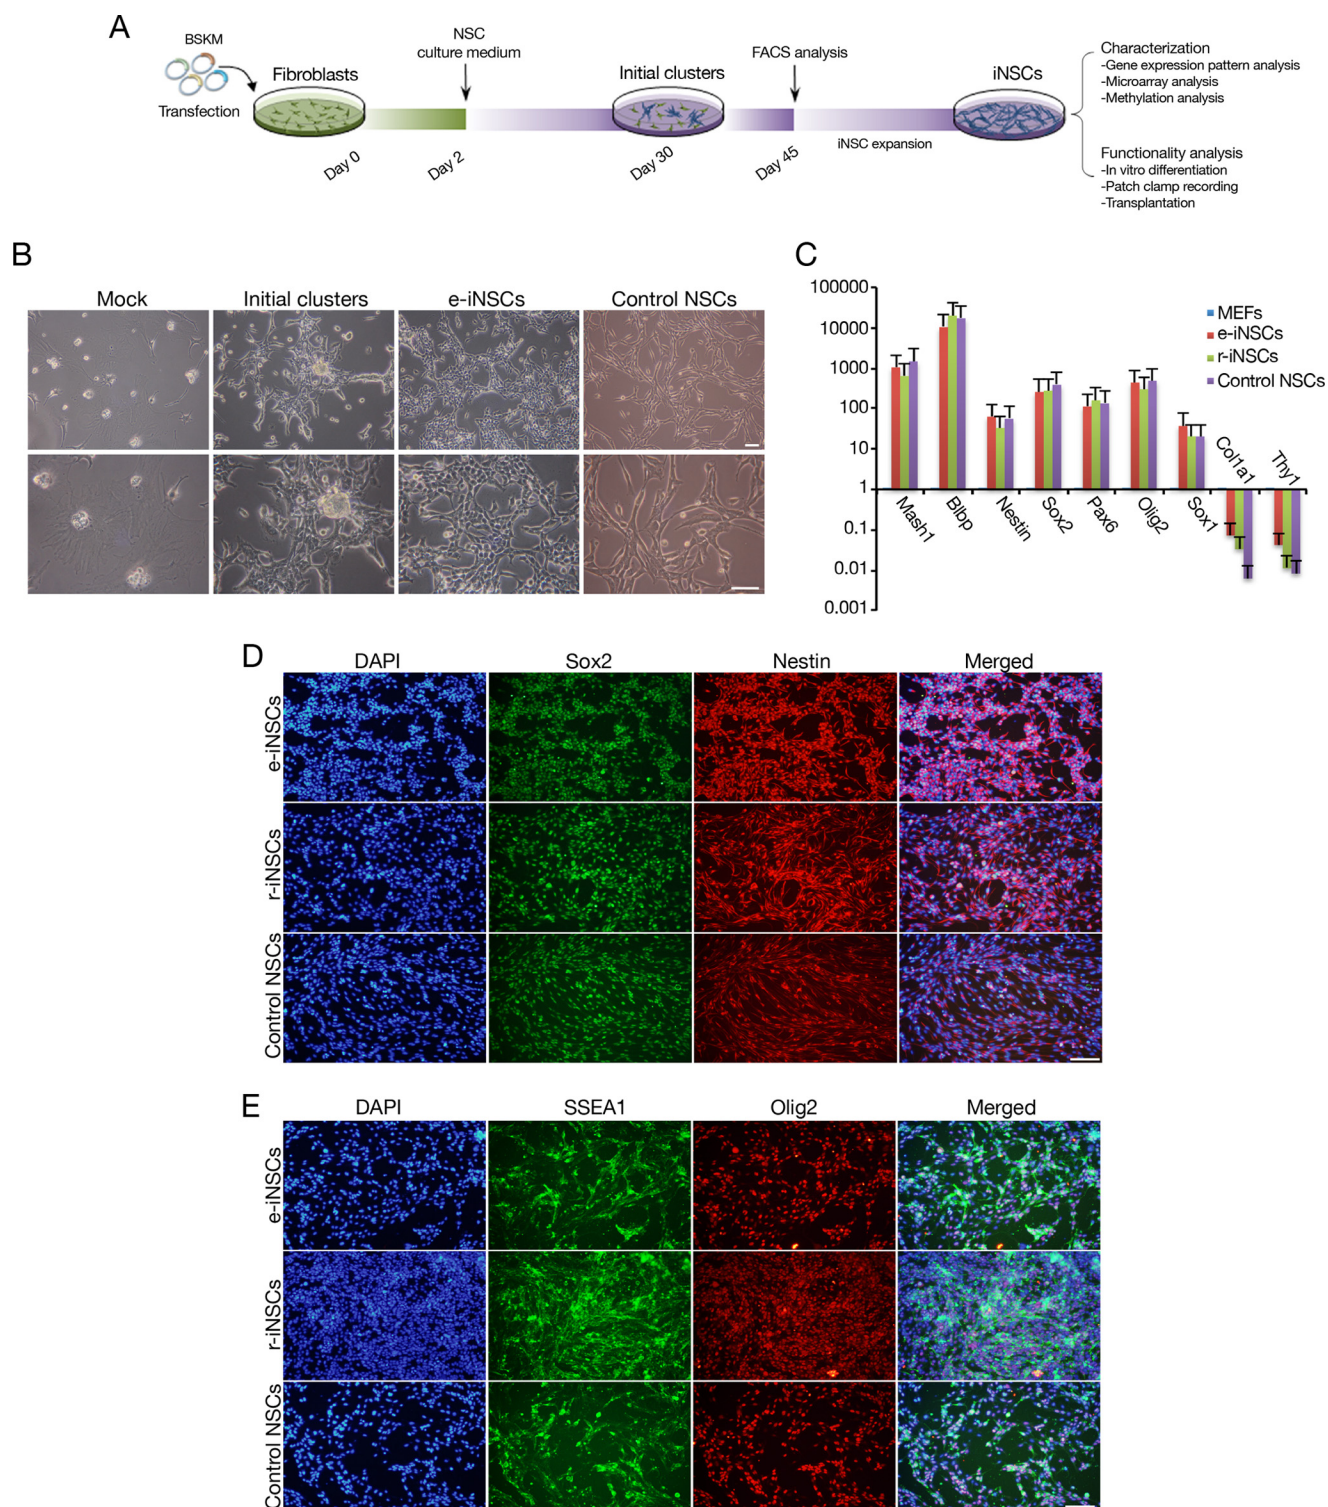 A
BSKM
Transfection
Fibroblasts
NSC
culture medium
Initial clusters
FACS analysis
iNSCs
iNSC expansion
Day 0
Day 2
Day 30
Day 45
Characterization
-Gene expression pattern analysis
-Microarray analysis
-Methylation analysis
Functionality analysis
-In vitro differentiation
-Patch clamp recording
-Transplantation
B
Mock
Initial clusters
e-iNSCs
Control NSCs
C
100000
10000
1000
100
10
1
0.1
0.01
0.001
MEFs
e-iNSCs
r-iNSCs
Control NSCs
Mash1
Blbp
Nestin
Sox2
Pax6
Olig2
Sox1
Col1a1
Thy1
D
DAPI
Sox2
Nestin
Merged
e-iNSCs
r-iNSCs
Control NSCs
E
DAPI
SSEA1
Olig2
Merged
e-iNSCs
r-iNSCs
Control NSCs